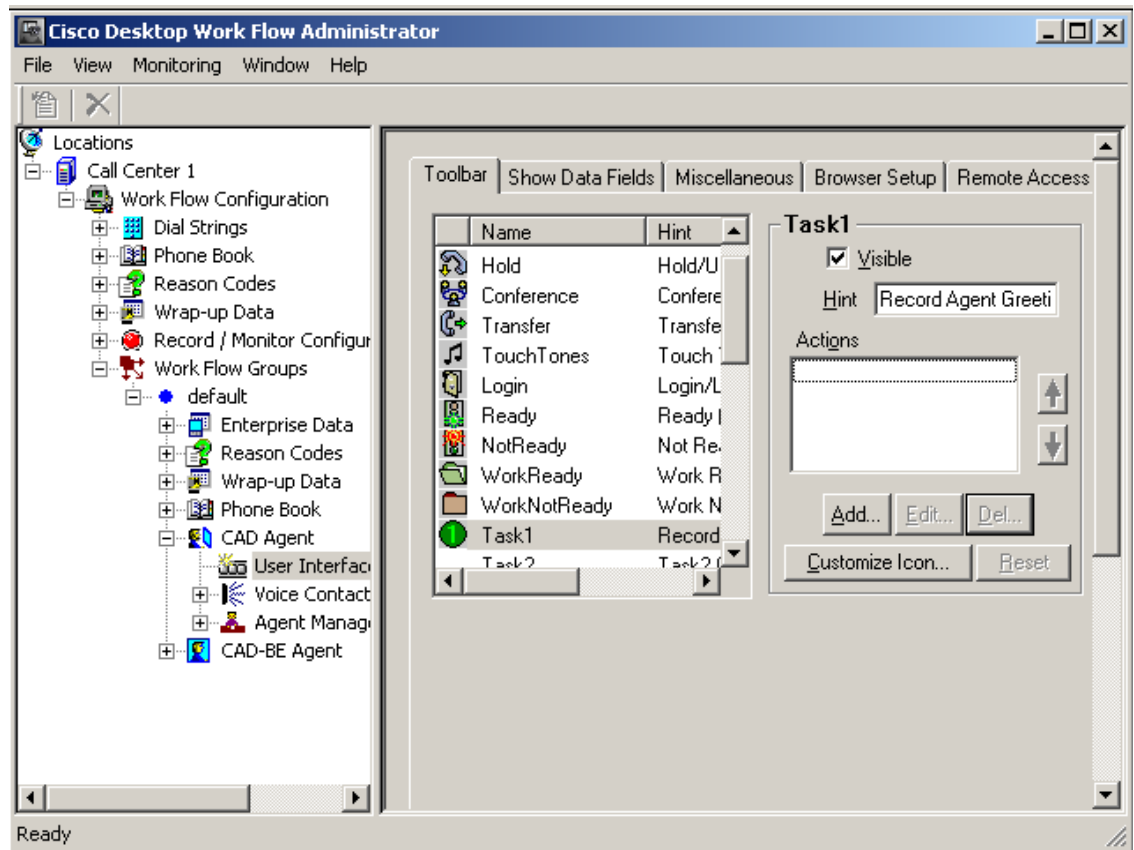 Cisco Desktop Work Flow Administrator
File View Monitoring Window Help
Locations
Call Center 1
Work Flow Configuration
Dial Strings
Phone Book
Reason Codes
Wrap-up Data
Record / Monitor Configur
Work Flow Groups
default
Enterprise Data
Reason Codes
Wrap-up Data
Phone Book
CAD Agent
User Interfac
Voice Contact
Agent Manag
CAD-BE Agent
Toolbar Show Data Fields Miscellaneous Browser Setup Remote Access
Name Hint
Hold Hold/U
Conference Confere
Transfer Transfe
TouchTones Touch
Login Login/L
Ready Ready
NotReady Not Re
WorkReady Work R
WorkNotReady Work N
1 Task1 Record
Task2 Task2
Task1
Visible
Hint Record Agent Greeti
Actions
Add... Edit... Del...
Customize Icon... Reset
Ready